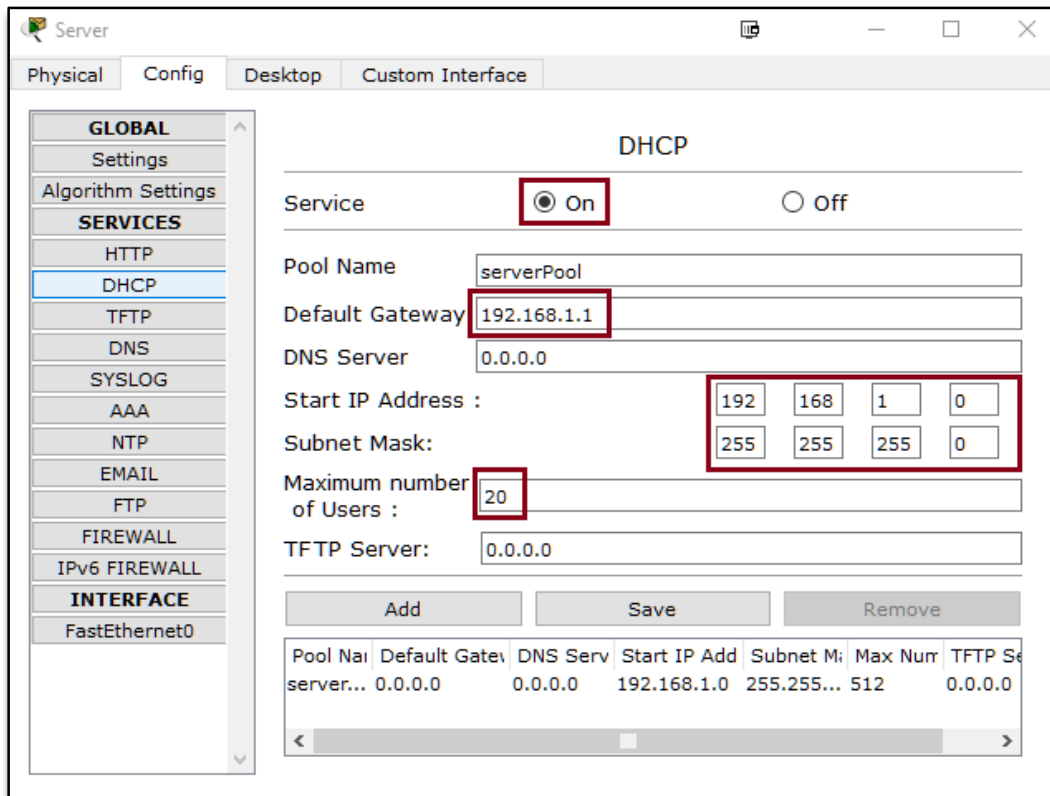 Server
Physical Config Desktop Custom Interface
GLOBAL
Settings
Algorithm Settings
SERVICES
HTTP
DHCP
TFTP
DNS
SYSLOG
AAA
NTP
EMAIL
FTP
FIREWALL
IPv6 FIREWALL
INTERFACE
FastEthernet0
DHCP
Service On Off
Pool Name serverPool
Default Gateway 192.168.1.1
DNS Server 0.0.0.0
Start IP Address : 192 168 1 0
Subnet Mask: 255 255 255 0
Maximum number
of Users : 20
TFTP Server: 0.0.0.0
Add Save Remove
Pool Nai Default Gatev DNS Serv Start IP Add Subnet M Max Num TFTP Se
server... 0.0.0.0 0.0.0.0 192.168.1.0 255.255... 512 0.0.0.0